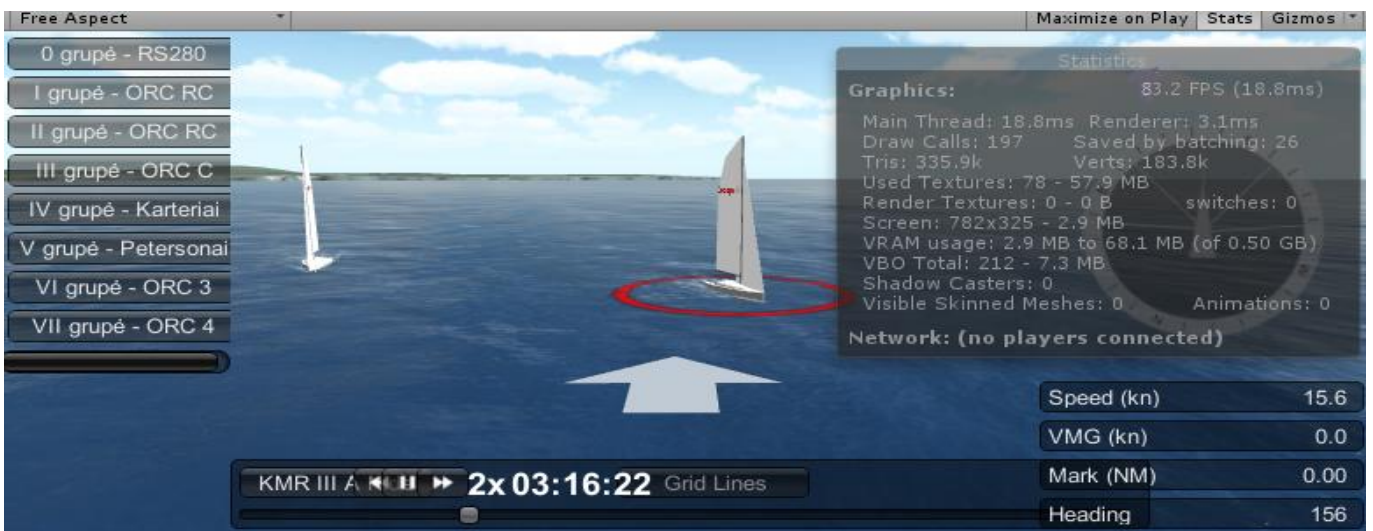 Free Aspect
Maximize on Play Stats Gizmos
0 grupė - RS280
I grupė - ORC RC
II grupė - ORC RC
III grupė - ORC C
IV grupė - Karteriai
V grupė - Petersonai
VI grupė - ORC 3
VII grupė - ORC 4
Statistics
Graphics: 83.2 FPS (18.8ms)
Main Thread: 18.8ms Renderer: 3.1ms
Draw Calls: 197 Saved by batching: 26
Tris: 335.9k Verts: 183.8k
Used Textures: 78 - 57.9 MB
Render Textures: 0 - 0 B switches: 0
Screen: 782x325 - 2.9 MB
VRAM usage: 2.9 MB to 68.1 MB (of 0.50 GB)
VBO Total: 212 - 7.3 MB
Shadow Casters: 0
Visible Skinned Meshes: 0 Animations: 0
Network: (no players connected)
Speed (kn) 15.6
VMG (kn) 0.0
Mark (NM) 0.00
Heading 156
KMR III A 2x 03:16:22 Grid Lines